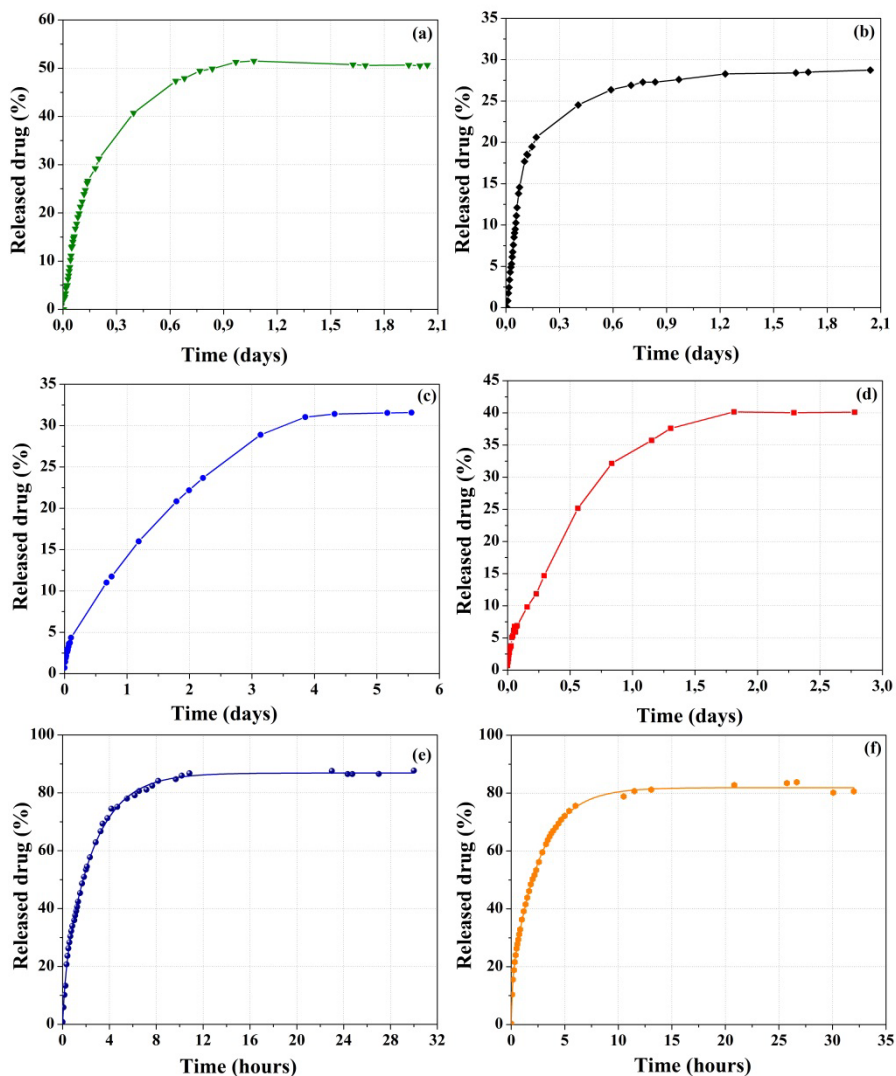 (a)
Released drug (%)
60
50
40
30
20
10
0
0,0 0,3 0,6 0,9 1,2 1,5 1,8 2,1
Time (days)
(b)
Released drug (%)
35
30
25
20
15
10
5
0
0,0 0,3 0,6 0,9 1,2 1,5 1,8 2,1
Time (days)
(c)
Released drug (%)
35
30
25
20
15
10
5
0
0 1 2 3 4 5 6
Time (days)
(d)
Released drug (%)
45
40
35
30
25
20
15
10
5
0
0,0 0,5 1,0 1,5 2,0 2,5 3,0
Time (days)
(e)
Released drug (%)
100
80
60
40
20
0
0 4 8 12 16 20 24 28 32
Time (hours)
(f)
Released drug (%)
100
80
60
40
20
0
0 5 10 15 20 25 30 35
Time (hours)